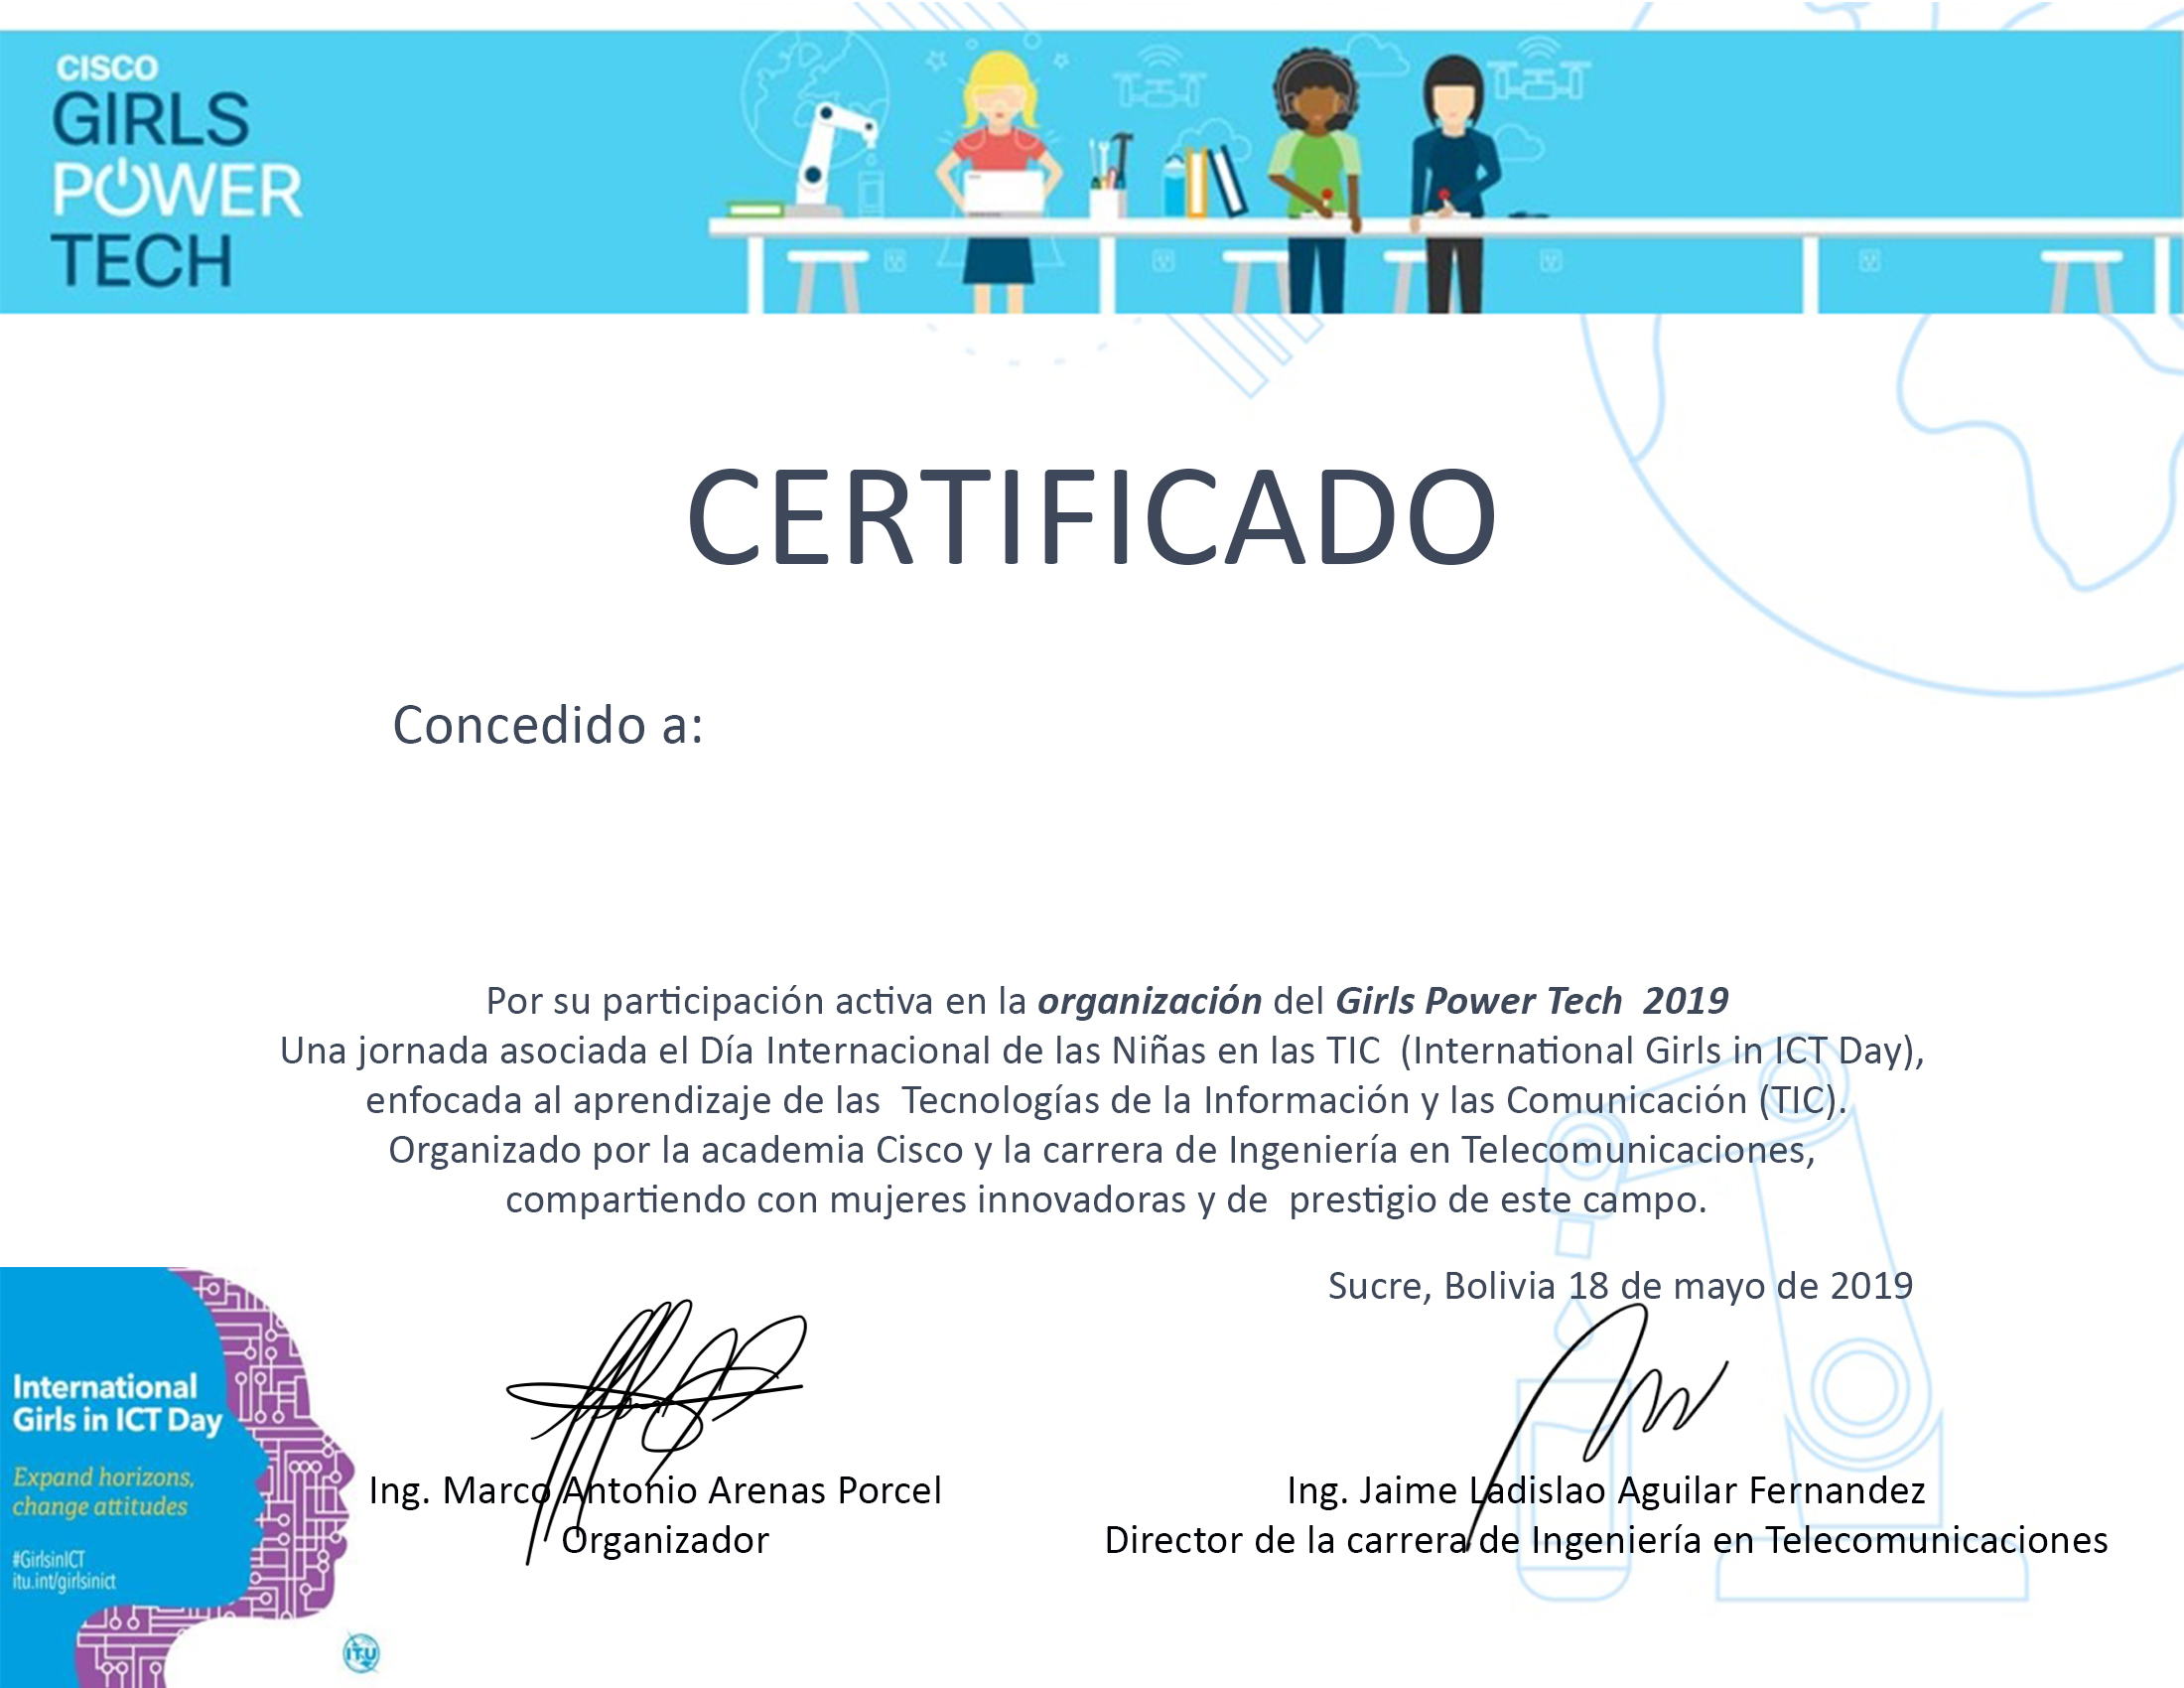 CISCO
GIRLS
POWER
TECH
CERTIFICADO
Concedido a:
Por su participación activa en la organización del Girls Power Tech 2019
Una jornada asociada el Día Internacional de las Niñas en las TIC (International Girls in ICT Day),
enfocada al aprendizaje de las Tecnologías de la Información y las Comunicación (TIC).
Organizado por la academia Cisco y la carrera de Ingeniería en Telecomunicaciones,
compartiendo con mujeres innovadoras y de prestigio de este campo.
Sucre, Bolivia 18 de mayo de 2019
International
Girls in ICT Day
Expand horizons,
change attitudes
#GirlsinICT
itu.int/girlsinict
ITU
Ing. Marco Antonio Arenas Porcel
Organizador
Ing. Jaime Ladislao Aguilar Fernandez
Director de la carrera de Ingeniería en Telecomunicaciones